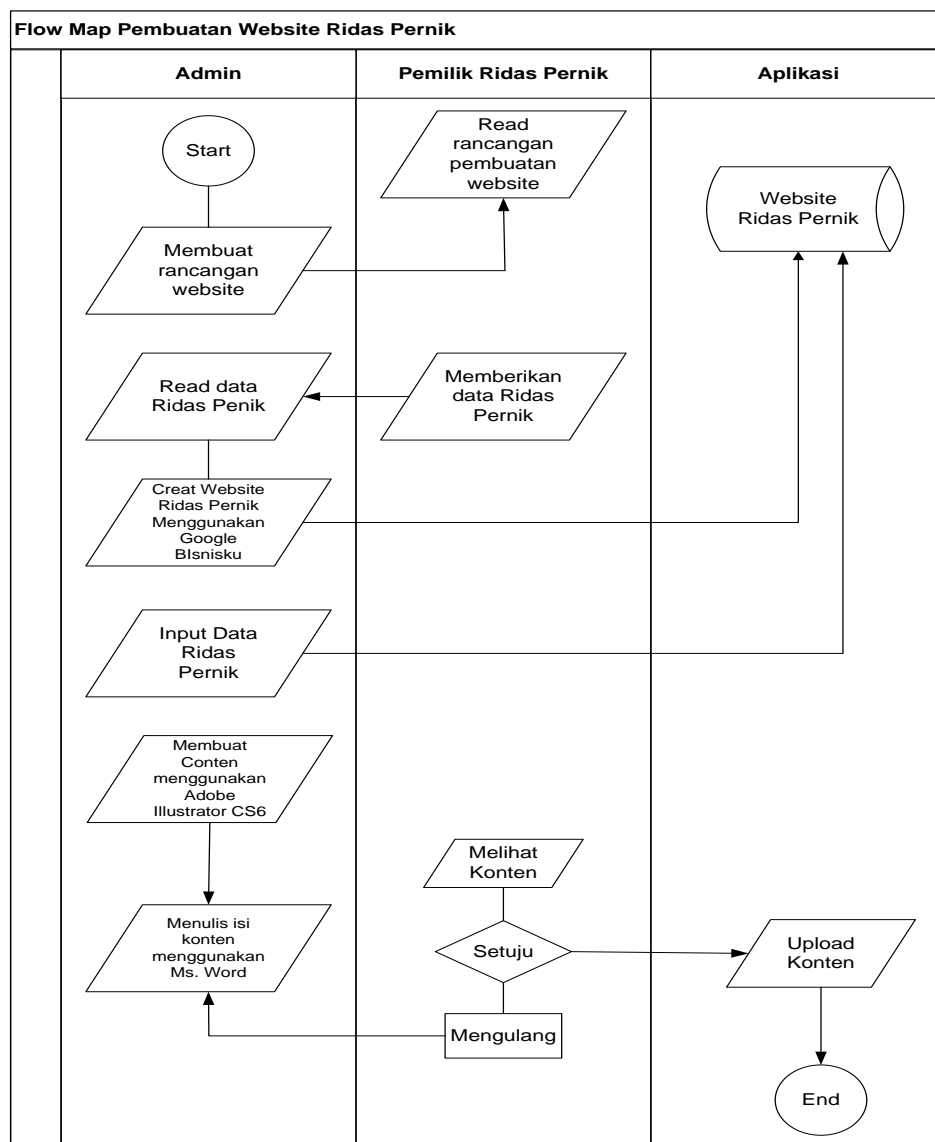 Flow Map Pembuatan Website Ridas Pernik
Admin
Pemilik Ridas Pernik
Aplikasi
Start
Read
rancangan
pembuatan
website
Website
Ridas Pernik
Membuat
rancangan
website
Read data
Ridas Penik
Memberikan
data Ridas
Pernik
Creat Website
Ridas Pernik
Menggunakan
Google
BIsnisku
Input Data
Ridas
Pernik
Membuat
Conten
menggunakan
Adobe
Illustrator CS6
Melihat
Konten
Menulis isi
konten
menggunakan
Ms. Word
Setuju
Upload
Konten
Mengulang
End